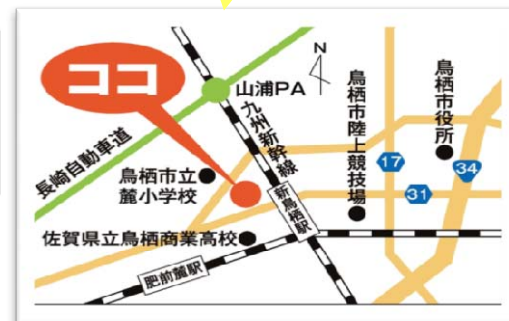 ココ
山浦PA
N
九州新幹線
長崎自動車道
鳥栖市立
麓小学校
新鳥栖駅
鳥栖市陸上競技場
鳥栖市役所
17
34
31
佐賀県立鳥栖商業高校
肥前麓駅